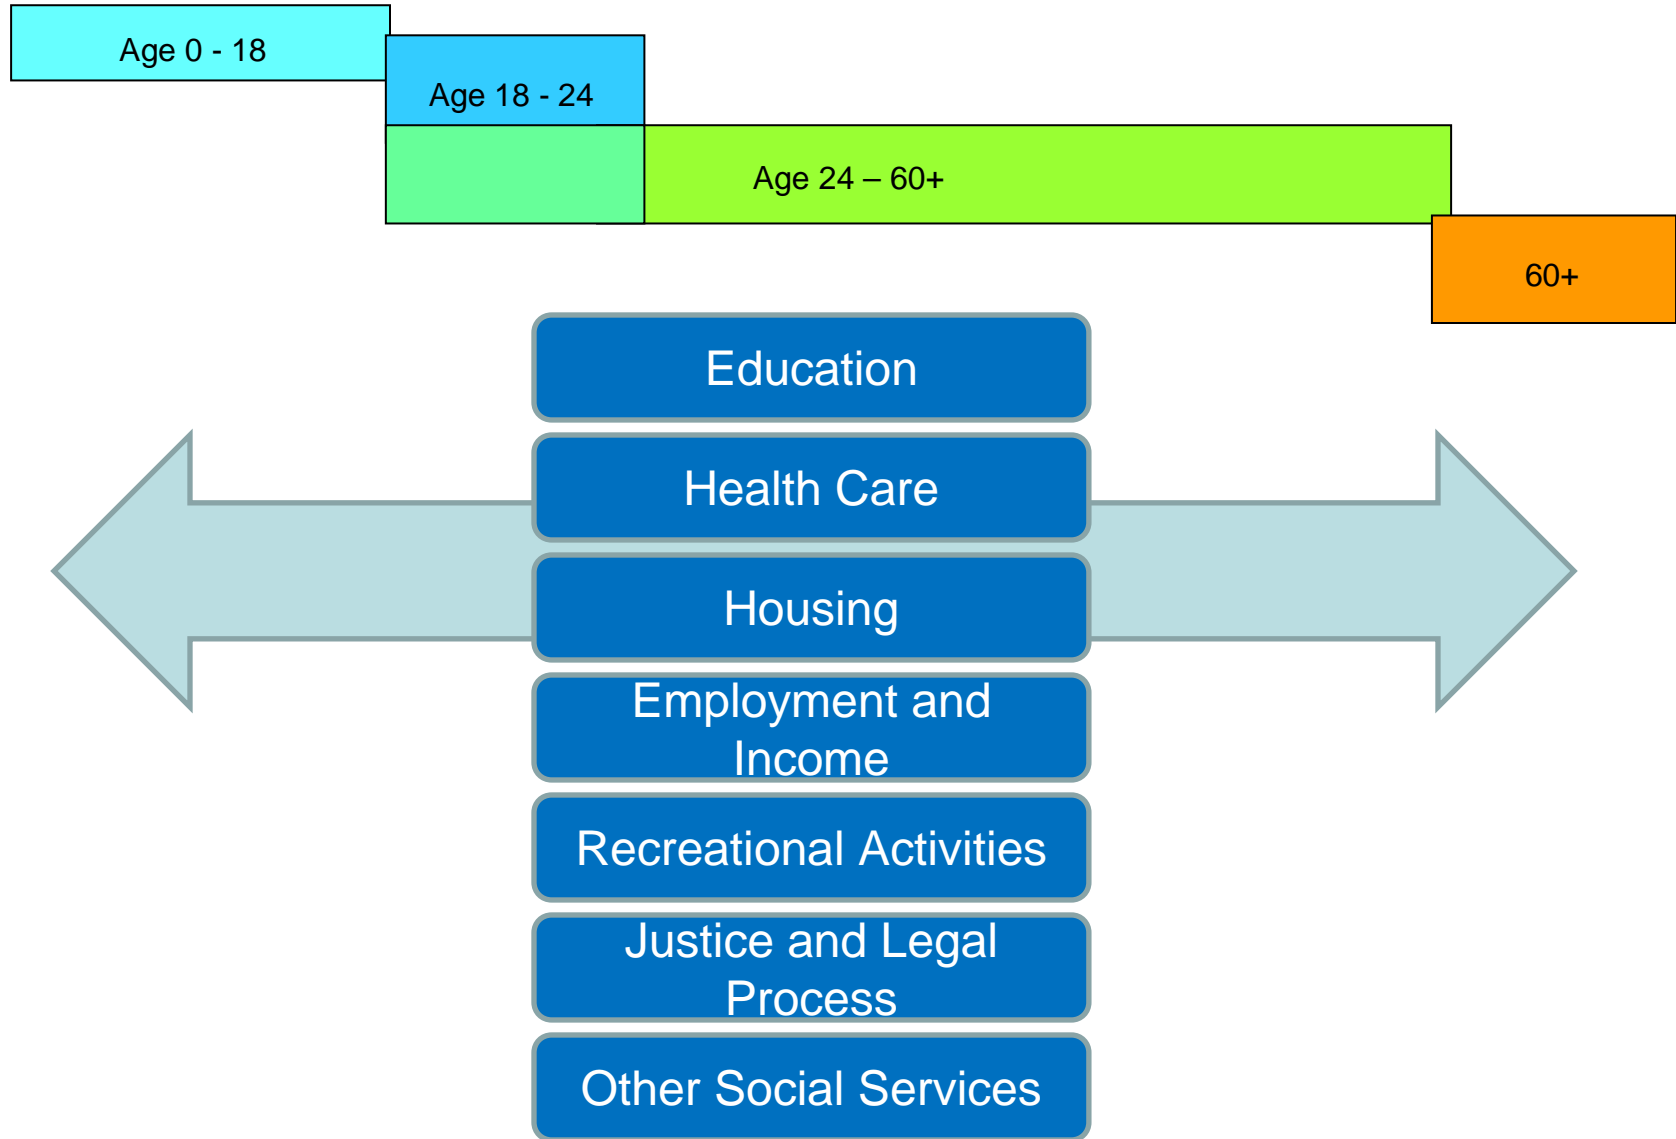 Age 0 - 18
Age 18 - 24
Age 24 – 60+
60+
Education
Health Care
Housing
Employment and
Income
Recreational Activities
Justice and Legal
Process
Other Social Services